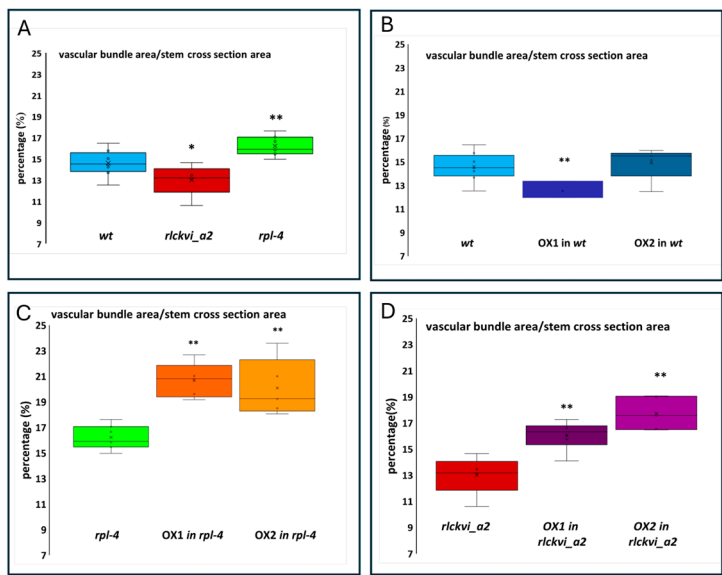 A
vascular bundle area/stem cross section area
percentage (%)
25
23
21
19
17
15
13
11
9
7
*
**
wt
rlckvi_a2
rpl-4
B
vascular bundle area/stem cross section area
percentage (%)
25
23
21
19
17
15
13
11
9
7
**
wt
OX1 in wt
OX2 in wt
C
vascular bundle area/stem cross section area
percentage (%)
25
23
21
19
17
15
13
11
9
7
**
**
rpl-4
OX1 in rpl-4
OX2 in rpl-4
D
vascular bundle area/stem cross section area
percentage(%)
25
23
21
19
17
15
13
11
9
7
**
**
rlckvi_a2
OX1 in
rlckvi_a2
OX2 in
rlckvi_a2